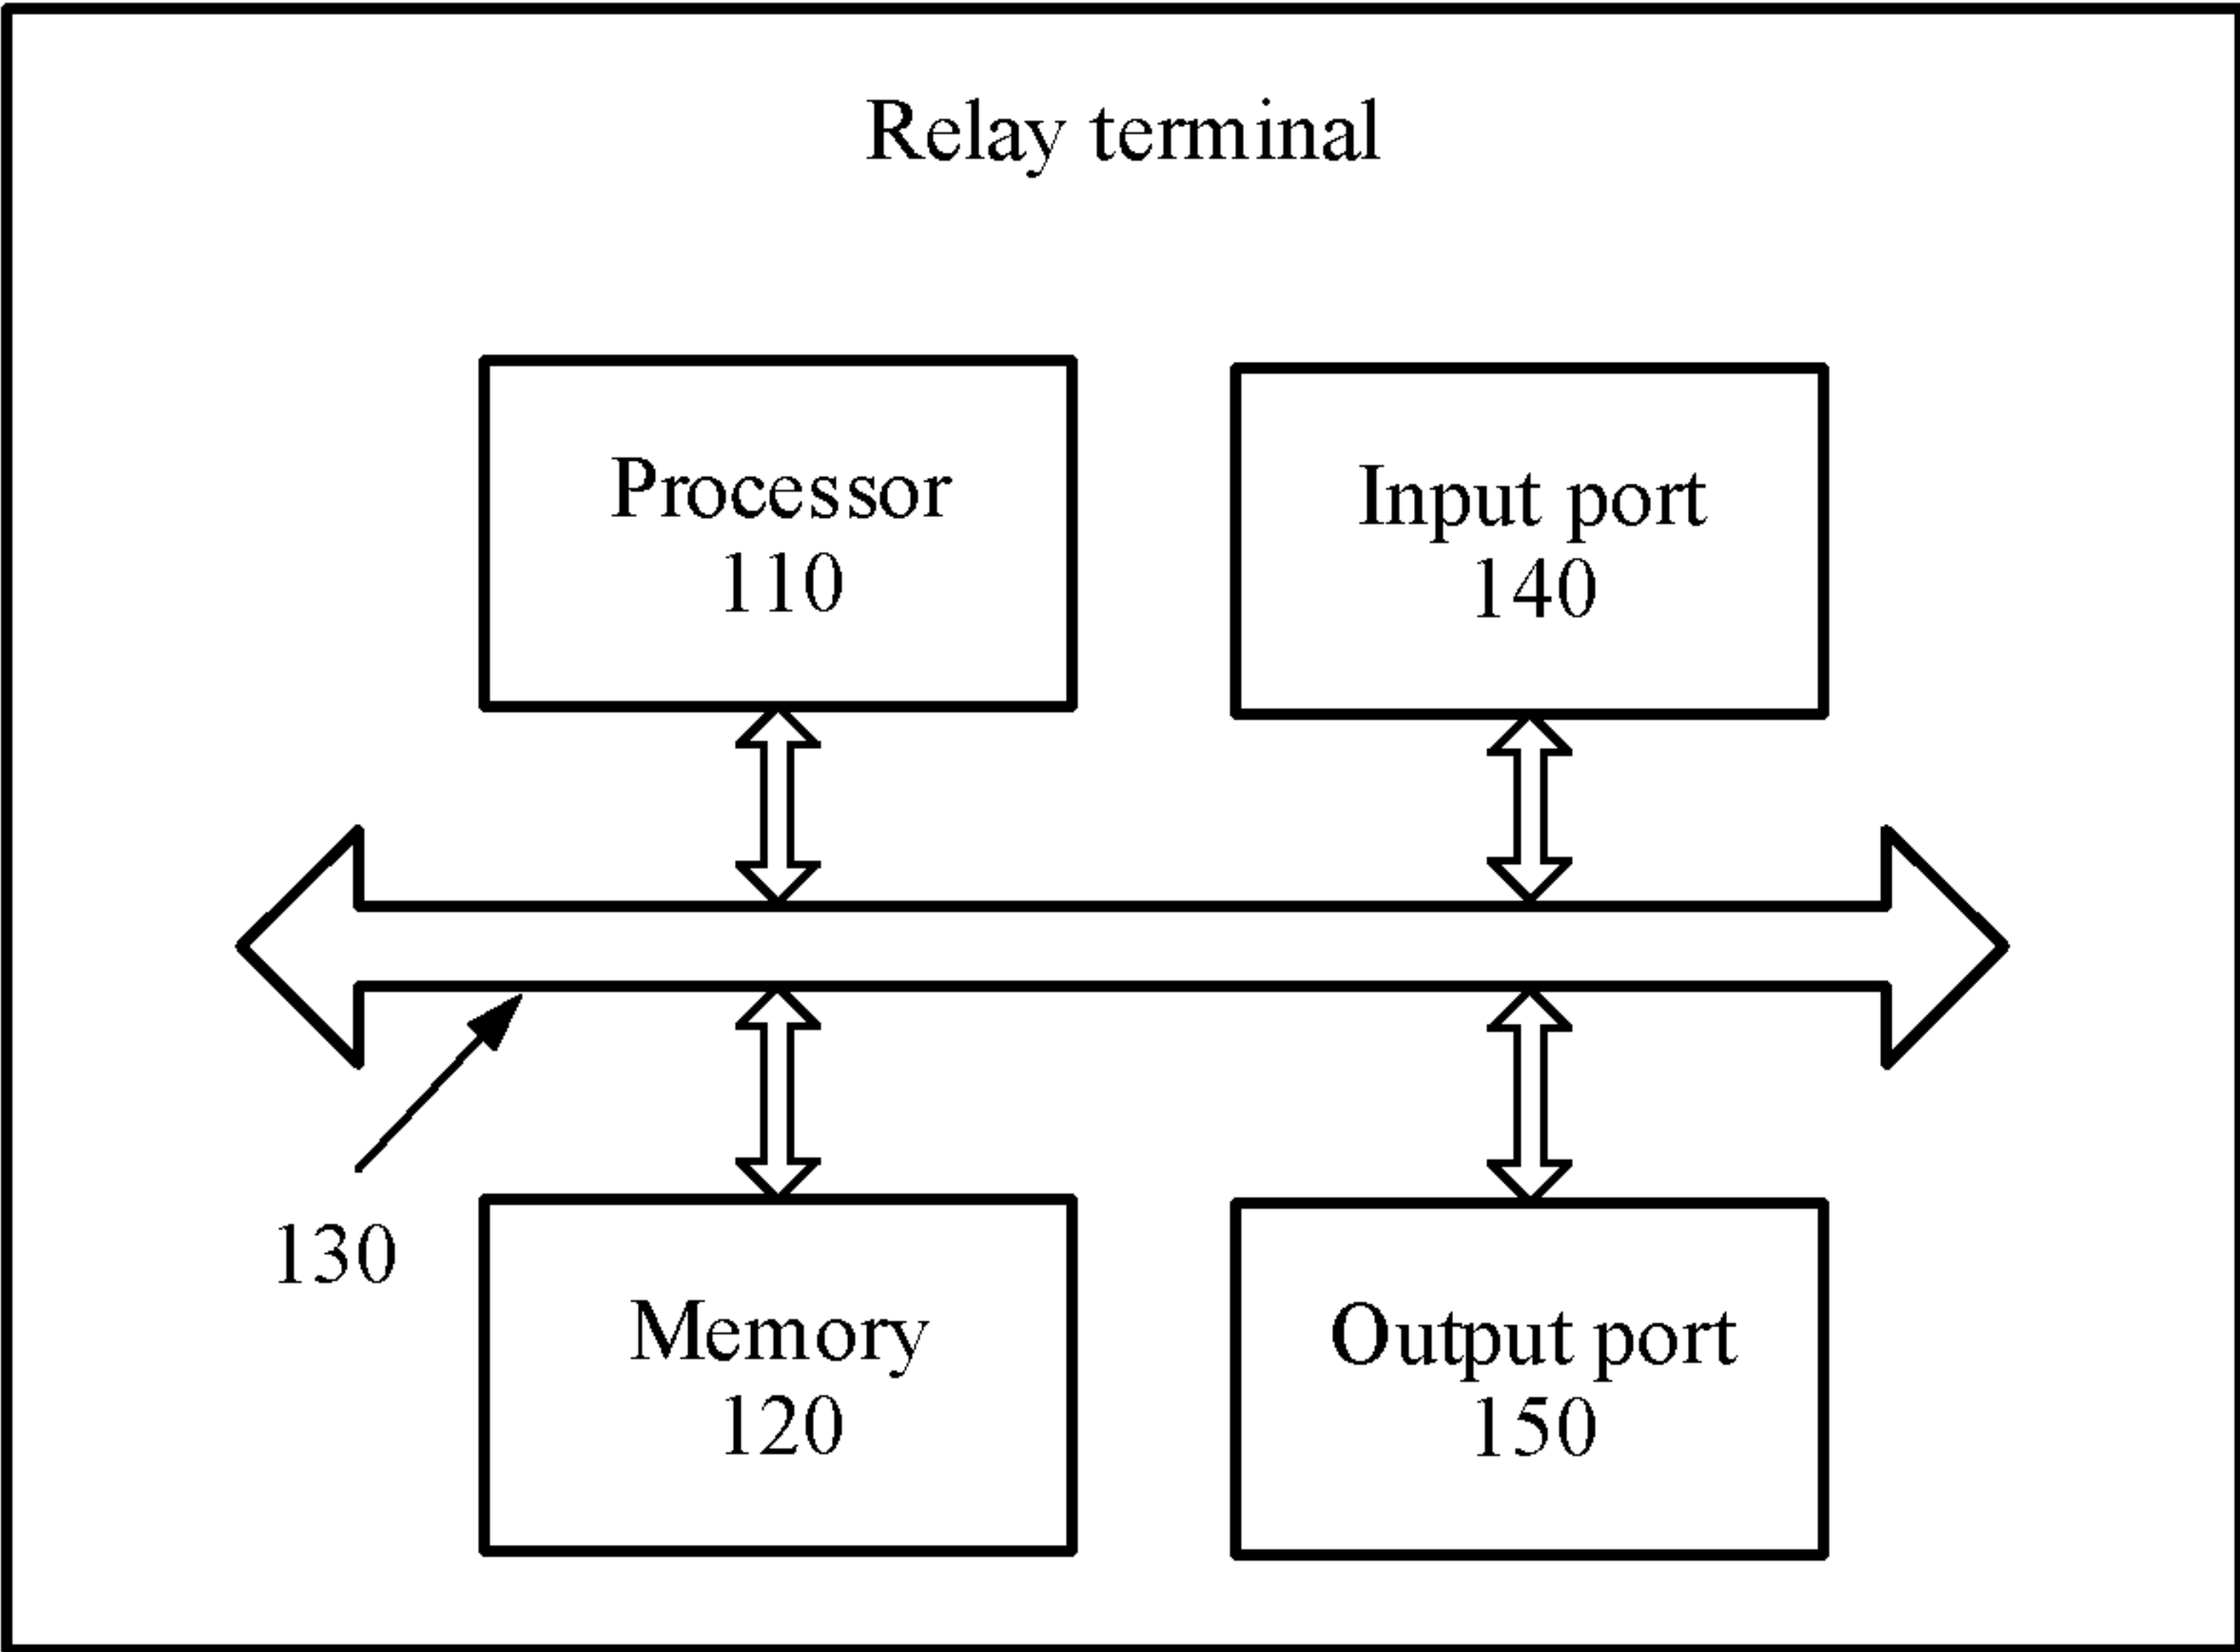 Relay terminal
Processor
110
Input port
140
130
Memory
120
Output port
150